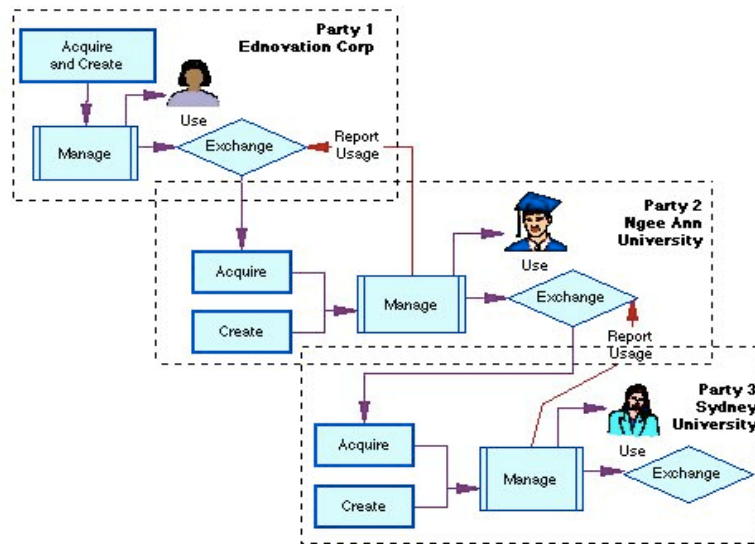 Party 1
Ednovation Corp
Acquire
and Create
Use
Manage
Exchange
Report
Usage
Party 2
Ngee Ann
University
Use
Acquire
Manage
Exchange
Create
Report
Usage
Party 3
Sydney
University
Use
Acquire
Manage
Exchange
Create